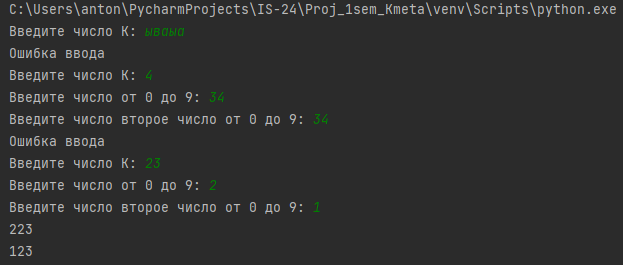 C:\Users\anton\PycharmProjects\IS-24\Proj_1sem_Kmeta\venv\Scripts\python.exe
Введите число K: ываыа
Ошибка ввода
Введите число K: 4
Введите число от 0 до 9: 34
Введите число второе число от 0 до 9: 34
Ошибка ввода
Введите число K: 23
Введите число от 0 до 9: 2
Введите число второе число от 0 до 9: 1
223
123